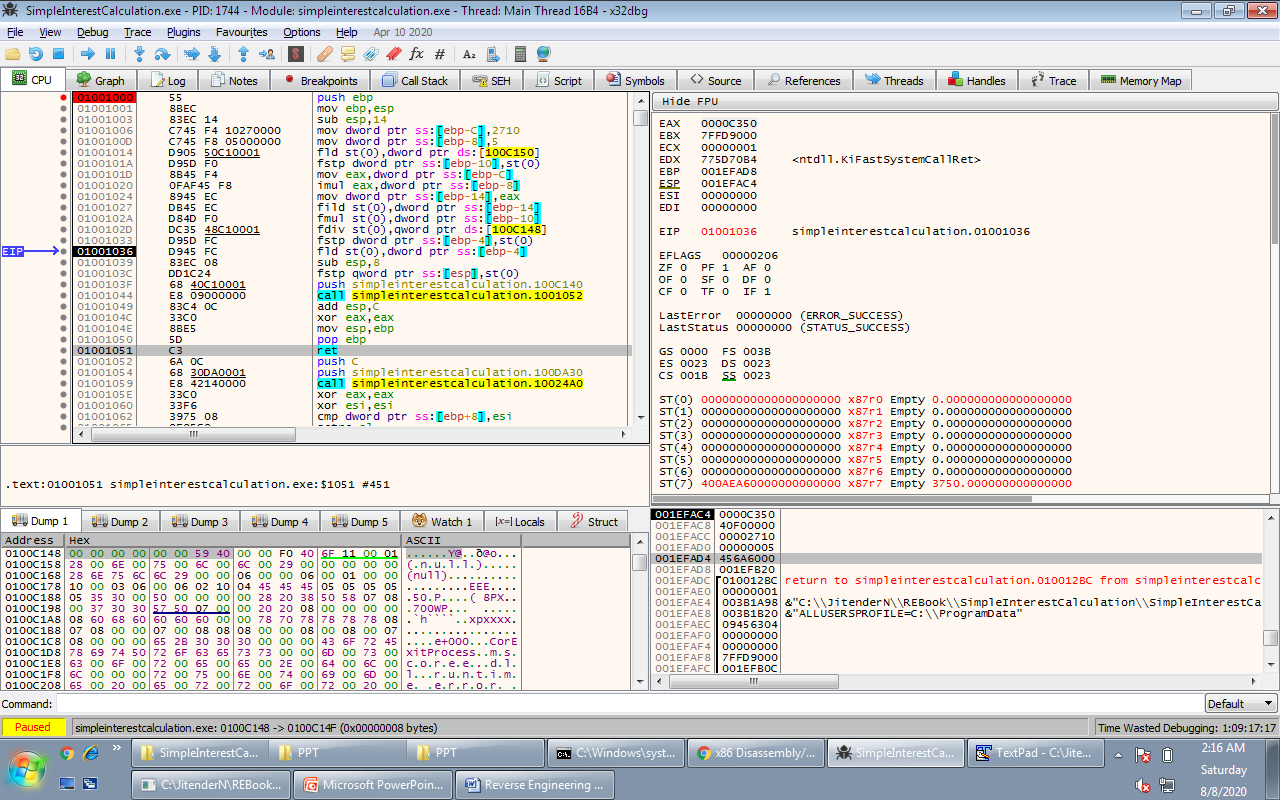 SimpleInterestCalculation.exe - PID: 1744 - Module: simpleinterestcalculation.exe - Thread: Main Thread 16B4 - x32dbg
File View Debug Trace Plugins Favourites Options Help Apr 10 2020
CPU Graph Log Notes Breakpoints Call Stack SEH Script Symbols Source References Threads Handles Trace Memory Map
01001000 55 push ebp
01001001 8BEC mov ebp,esp
01001003 83EC 14 sub esp,14
01001006 C745 F4 10270000 mov dword ptr ss:[ebp-C],2710
0100100D C745 F8 05000000 mov dword ptr ss:[ebp-8],5
01001014 D905 50C10001 fld st(0),dword ptr ds:[100C150]
0100101A D95D F0 fstp dword ptr ss:[ebp-10],st(0)
0100101D 8B45 F4 mov eax,dword ptr ss:[ebp-C]
01001020 0FAF45 F8 imul eax,dword ptr ss:[ebp-8]
01001024 8945 EC mov dword ptr ss:[ebp-14],eax
01001027 DB45 EC fild st(0),dword ptr ss:[ebp-14]
0100102A D84D F0 fmul st(0),dword ptr ss:[ebp-10]
0100102D DC35 48C10001 fdiv st(0),qword ptr ds:[100C148]
01001033 D95D FC fstp dword ptr ss:[ebp-4],st(0)
EIP 01001036 D945 FC fld st(0),dword ptr ss:[ebp-4]
01001039 83EC 08 sub esp,8
0100103C DD1C24 fstp qword ptr ss:[esp],st(0)
0100103F 68 40C10001 push simpleinterestcalculation.100C140
01001044 E8 09000000 call simpleinterestcalculation.1001052
01001049 83C4 0C add esp,C
0100104C 33C0 xor eax,eax
0100104E 8BE5 mov esp,ebp
01001050 5D pop ebp
01001051 C3 ret
01001052 6A 0C push C
01001054 68 30DA0001 push simpleinterestcalculation.100DA30
01001059 E8 42140000 call simpleinterestcalculation.10024A0
0100105E 33C0 xor eax,eax
01001060 33F6 xor esi,esi
01001062 3975 08 cmp dword ptr ss:[ebp+8],esi
.text:01001051 simpleinterestcalculation.exe:$1051 #451
Hide FPU
EAX 0000C350
EBX 7FFD9000
ECX 00000001
EDX 775D70B4 <ntdll.KiFastSystemCallRet>
EBP 001EFAD8
ESP 001EFAC4
ESI 00000000
EDI 00000000
EIP 01001036 simpleinterestcalculation.01001036
EFLAGS 00000206
ZF 0 PF 1 AF 0
OF 0 SF 0 DF 0
CF 0 TF 0 IF 1
LastError 00000000 (ERROR_SUCCESS)
LastStatus 00000000 (STATUS_SUCCESS)
GS 0000 FS 003B
ES 0023 DS 0023
CS 001B SS 0023
ST(0) 00000000000000000000 x87r0 Empty 0.000000000000000000
ST(1) 00000000000000000000 x87r1 Empty 0.000000000000000000
ST(2) 00000000000000000000 x87r2 Empty 0.000000000000000000
ST(3) 00000000000000000000 x87r3 Empty 0.000000000000000000
ST(4) 00000000000000000000 x87r4 Empty 0.000000000000000000
ST(5) 00000000000000000000 x87r5 Empty 0.000000000000000000
ST(6) 00000000000000000000 x87r6 Empty 0.000000000000000000
ST(7) 400AEA60000000000000 x87r7 Empty 3750.000000000000000
Dump 1 Dump 2 Dump 3 Dump 4 Dump 5 Watch 1 Locals Struct
Address Hex ASCII
0100C148 00 00 00 00 00 00 59 40 00 00 F0 40 6F 11 00 01 ......Y@..ð@o...
0100C158 28 00 6E 00 75 00 6C 00 6C 00 29 00 00 00 00 00 (.n.u.l.l.).....
0100C168 28 6E 75 6C 6C 29 00 00 06 00 00 06 00 01 00 00 (null)..........
0100C178 10 00 03 06 00 06 02 10 04 45 45 45 05 05 05 05 .........EEE....
0100C188 05 35 30 00 50 00 00 00 00 28 20 38 50 58 07 08 .50.P....( 8PX..
0100C198 00 37 30 30 57 50 07 00 00 20 20 08 00 00 00 00 .700WP...  .....
0100C1A8 08 60 68 60 60 60 60 00 00 78 70 78 78 78 78 08 .`h````..xpxxxx.
0100C1B8 07 08 00 00 07 00 08 08 08 00 00 08 00 08 00 07 ................
0100C1C8 08 00 00 00 65 2B 30 30 30 00 00 00 43 6F 72 45 ....e+000...CorE
0100C1D8 78 69 74 50 72 6F 63 65 73 73 00 00 6D 00 73 00 xitProcess..m.s.
0100C1E8 63 00 6F 00 72 00 65 00 65 00 2E 00 64 00 6C 00 c.o.r.e.e...d.l.
0100C1F8 6C 00 00 00 72 00 75 00 6E 00 74 00 69 00 6D 00 l...r.u.n.t.i.m.
0100C208 65 00 20 00 65 00 72 00 72 00 6F 00 72 00 20 00 e. .e.r.r.o.r. .
001EFAC4 0000C350
001EFAC8 40F00000
001EFACC 00002710
001EFAD0 00000005
001EFAD4 456A6000
001EFAD8 001EFB20
001EFADC 010012BC return to simpleinterestcalculation.010012BC from simpleinterestcalc
001EFAE0 00000001
001EFAE4 003B1A98 &"C:\\JitenderN\\REBook\\SimpleInterestCalculation\\SimpleInterestCa
001EFAE8 003B1B20 &"ALLUSERSPROFILE=C:\\ProgramData"
001EFAEC 09456304
001EFAF0 00000000
001EFAF4 00000000
001EFAF8 7FFD9000
001EFAFC 001EFB0C
Command: Default
Paused simpleinterestcalculation.exe: 0100C148 -> 0100C14F (0x00000008 bytes) Time Wasted Debugging: 1:09:17:17
SimpleInterestCa... PPT PPT C:\Windows\syst... x86 Disassembly/... SimpleInterestCa... TextPad - C:\Jite...
C:\JitenderN\REBook... Microsoft PowerPoin... Reverse Engineering ...
2:16 AM
Saturday
8/8/2020